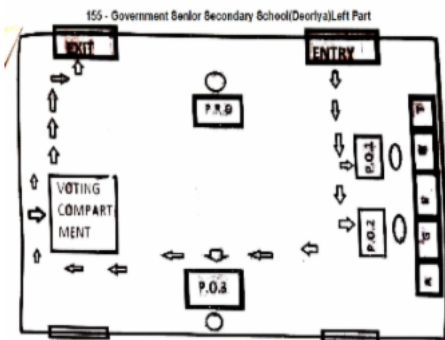 155 - Government Senior Secondary School(Deoriya)Left Part
EXIT
ENTRY
P.R.O
P.O.1
VOTING
COMPART
MENT
P.O.2
P.O.3